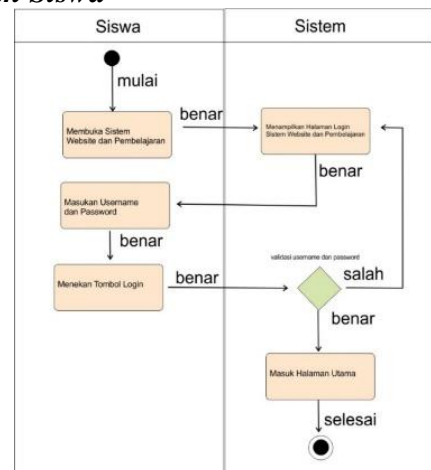 Siswa
Siswa
Sistem
mulai
Membuka Sistem
Website dan Pembelajaran
benar
Menampilkan Halaman Login
Sistem Website dan Pembelajaran
benar
Masukan Username
dan Password
benar
Menekan Tombol Login
benar
validasi username dan password
salah
benar
Masuk Halaman Utama
selesai